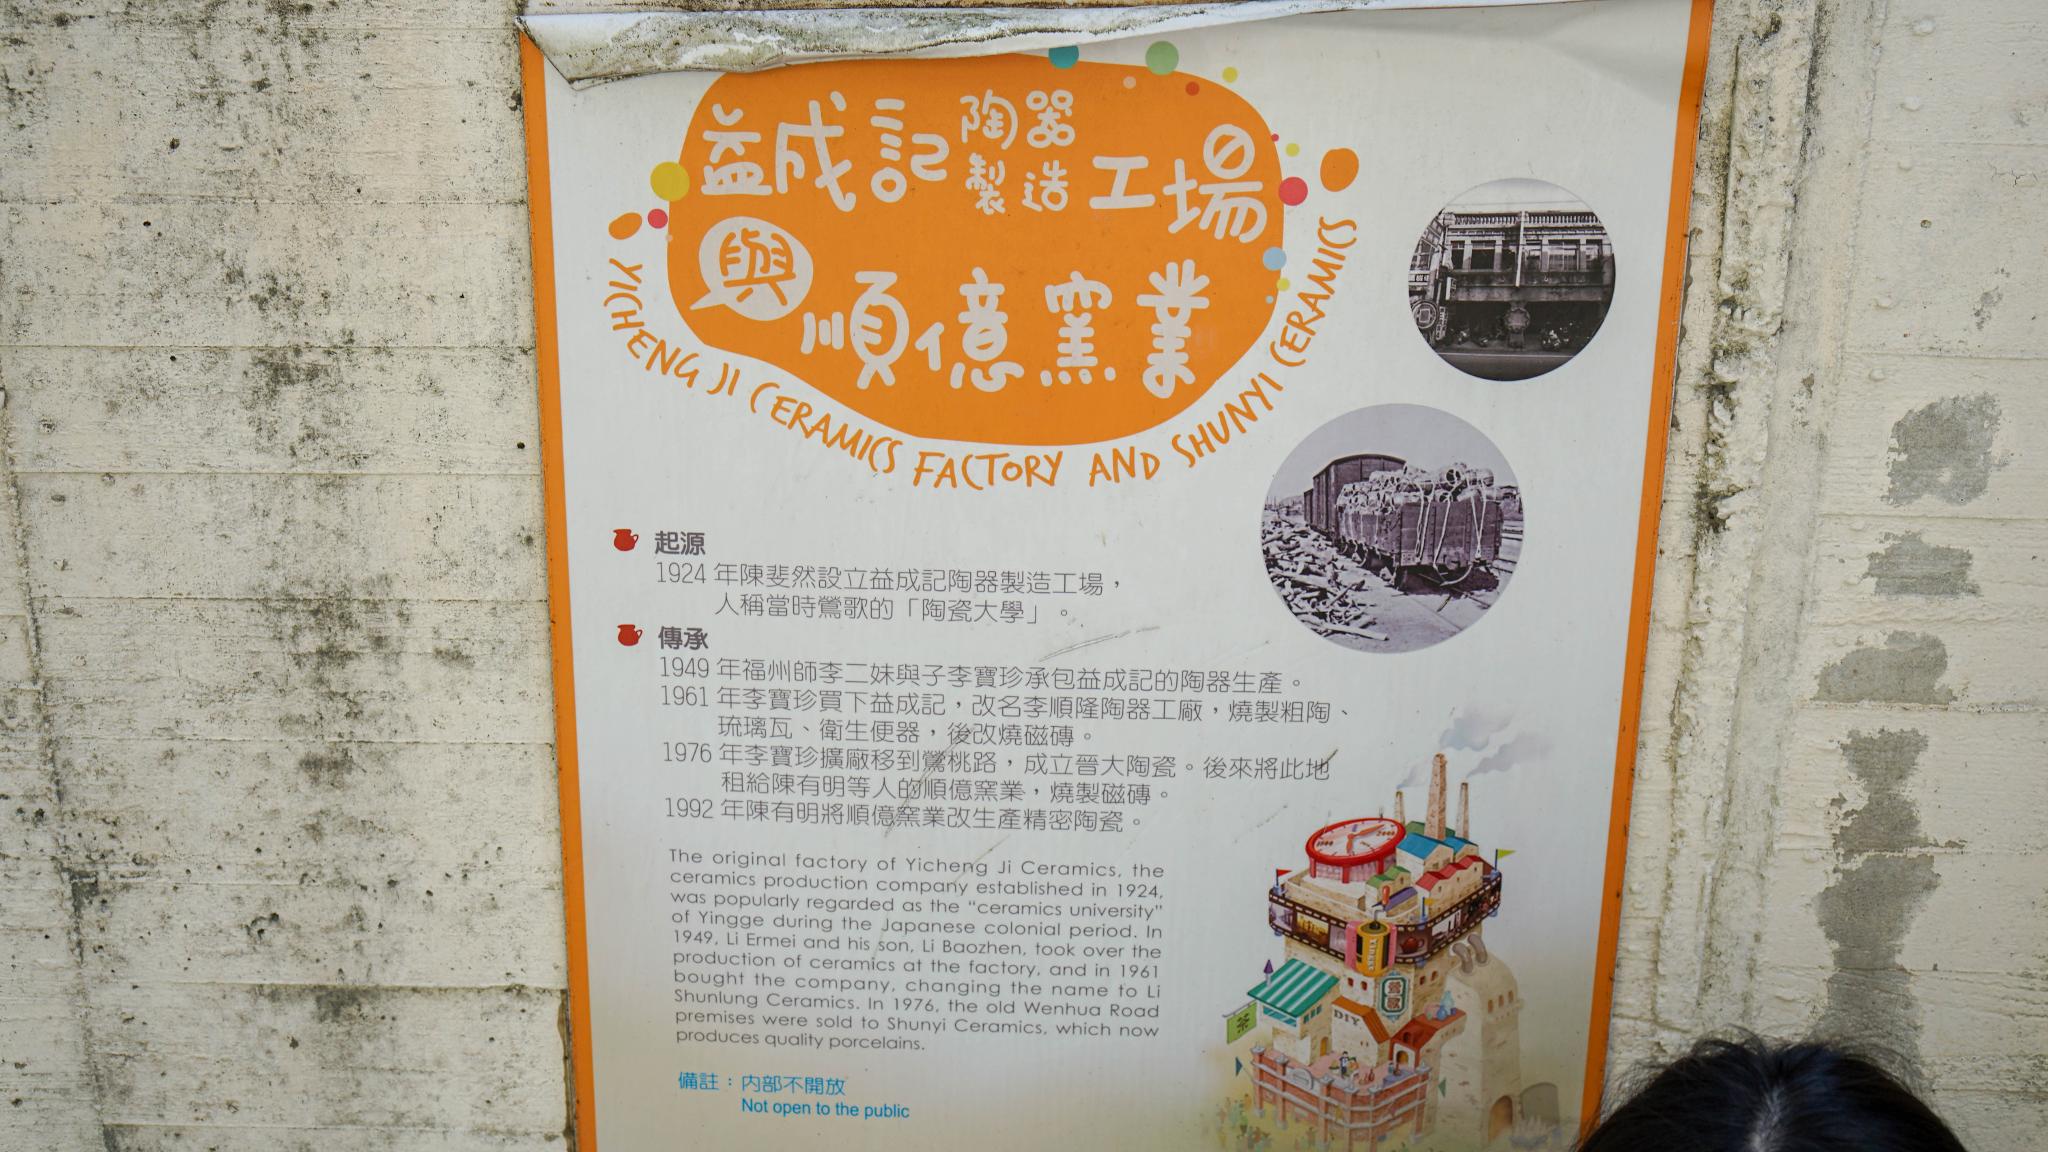 益成記陶器製造工場
與順億窯業
YICHENG JI CERAMICS FACTORY AND SHUNYI CERAMICS
起源
1924 年陳斐然設立益成記陶器製造工場，
人稱當時鶯歌的「陶瓷大學」。
傳承
1949 年福州師李二妹與子李寶珍承包益成記的陶器生產。
1961 年李寶珍買下益成記，改名李順隆陶器工廠，燒製粗陶、
琉璃瓦、衛生便器，後改燒磁磚。
1976 年李寶珍擴廠移到鶯桃路，成立晉大陶瓷。後來將此地
租給陳有明等人的順億窯業，燒製磁磚。
1992 年陳有明將順億窯業改生產精密陶瓷。
The original factory of Yicheng Ji Ceramics, the
ceramics production company established in 1924,
was popularly regarded as the “ceramics university”
of Yingge during the Japanese colonial period. In
1949, Li Ermei and his son, Li Baozhen, took over the
production of ceramics at the factory, and in 1961
bought the company, changing the name to Li
Shunlung Ceramics. In 1976, the old Wenhua Road
premises were sold to Shunyi Ceramics, which now
produces quality porcelains.
鶯歌
茶
DIY
備註：內部不開放
Not open to the public